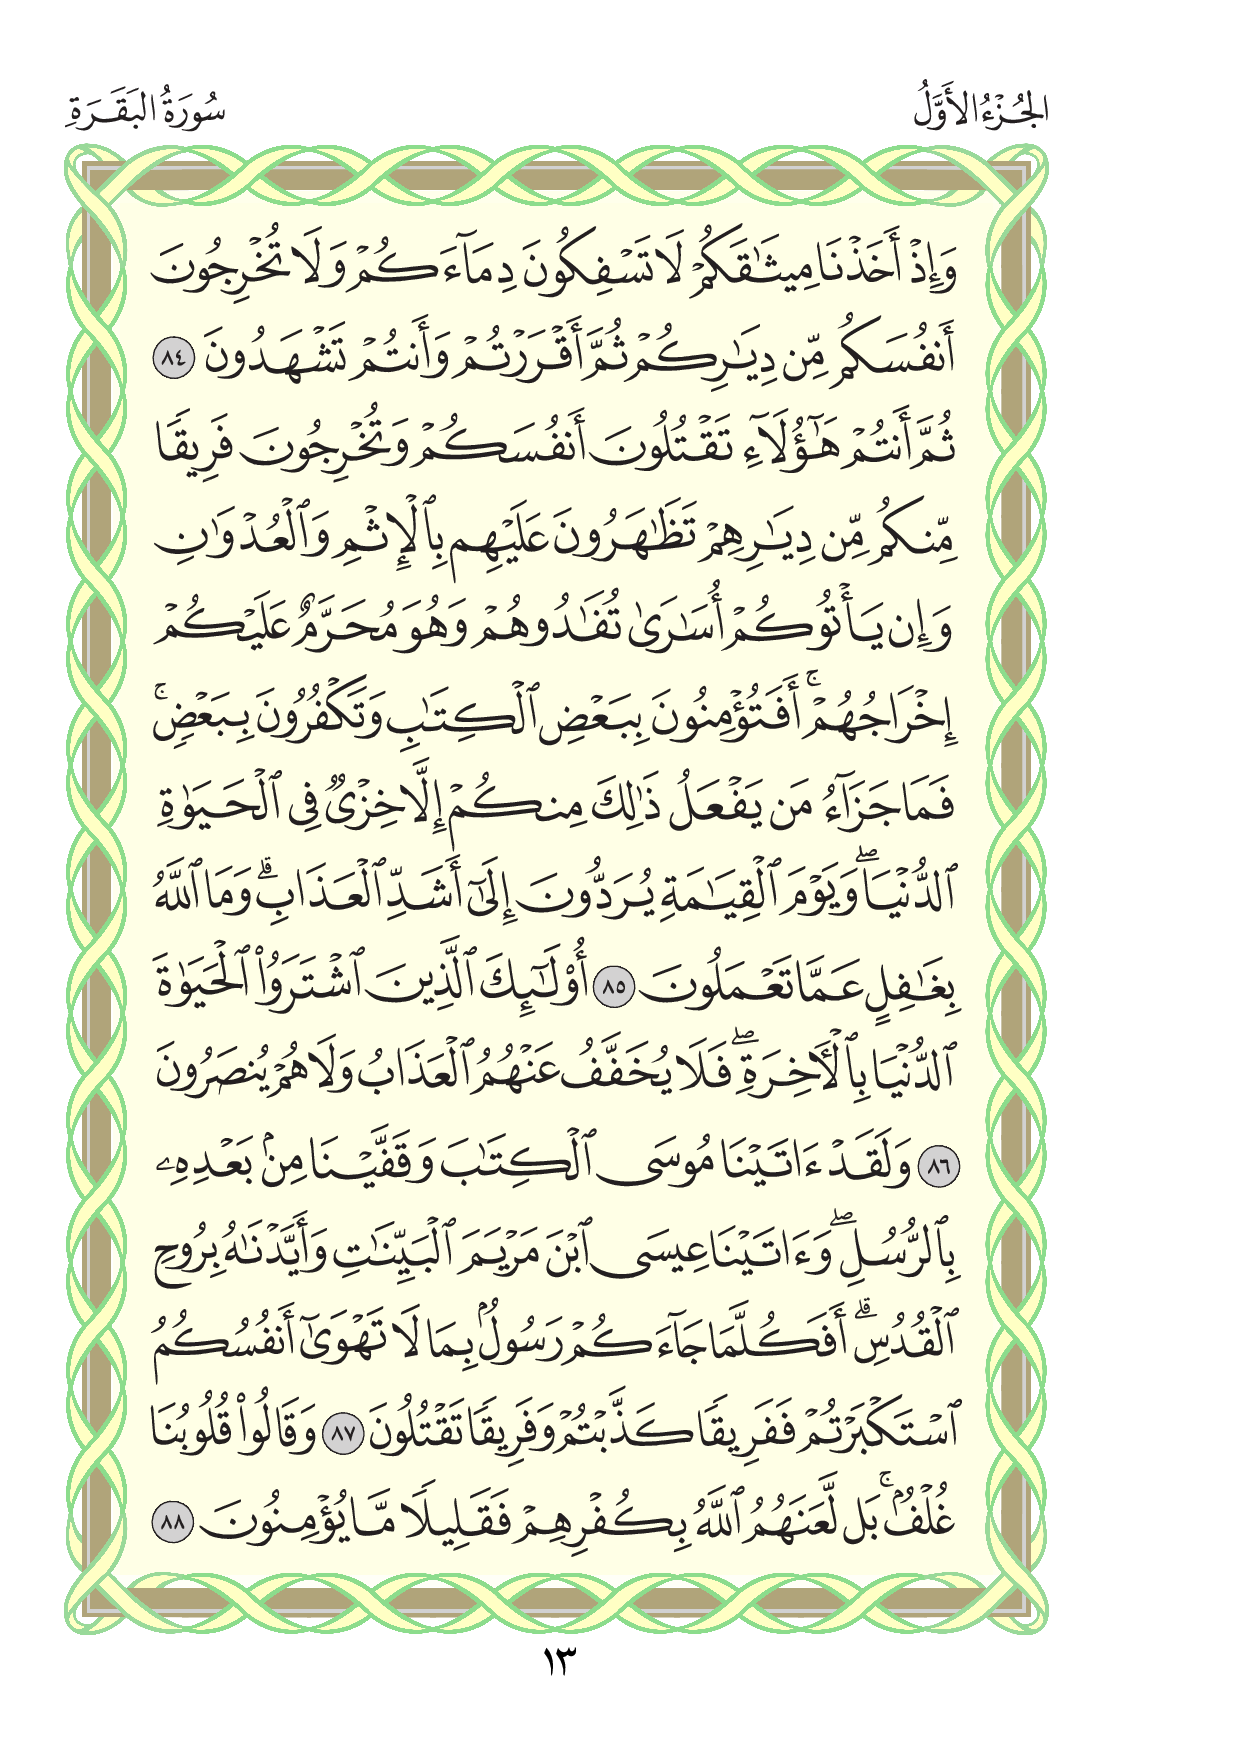 الجُزْءُ الأَوَّلُ
سُورَةُ البَقَرَةِ
وَإِذْ أَخَذْنَا مِيثَٰقَكُمْ لَا تَسْفِكُونَ دِمَآءَكُمْ وَلَا تُخْرِجُونَ
أَنفُسَكُم مِّن دِيَٰرِكُمْ ثُمَّ أَقْرَرْتُمْ وَأَنتُمْ تَشْهَدُونَ ٨٤
ثُمَّ أَنتُمْ هَٰٓؤُلَآءِ تَقْتُلُونَ أَنفُسَكُمْ وَتُخْرِجُونَ فَرِيقًا
مِّنكُم مِّن دِيَٰرِهِمْ تَظَٰهَرُونَ عَلَيْهِم بِٱلْإِثْمِ وَٱلْعُدْوَٰنِ
وَإِن يَأْتُوكُمْ أُسَٰرَىٰ تُفَٰدُوهُمْ وَهُوَ مُحَرَّمٌ عَلَيْكُمْ
إِخْرَاجُهُمْ ۚ أَفَتُؤْمِنُونَ بِبَعْضِ ٱلْكِتَٰبِ وَتَكْفُرُونَ بِبَعْضٍ ۚ
فَمَا جَزَآءُ مَن يَفْعَلُ ذَٰلِكَ مِنكُمْ إِلَّا خِزْىٌ فِى ٱلْحَيَوٰةِ
ٱلدُّنْيَا ۖ وَيَوْمَ ٱلْقِيَٰمَةِ يُرَدُّونَ إِلَىٰٓ أَشَدِّ ٱلْعَذَابِ ۗ وَمَا ٱللَّهُ
بِغَٰفِلٍ عَمَّا تَعْمَلُونَ ٨٥ أُو۟لَٰٓئِكَ ٱلَّذِينَ ٱشْتَرَوُا۟ ٱلْحَيَوٰةَ
ٱلدُّنْيَا بِٱلْءَاخِرَةِ ۖ فَلَا يُخَفَّفُ عَنْهُمُ ٱلْعَذَابُ وَلَا هُمْ يُنصَرُونَ
٨٦ وَلَقَدْ ءَاتَيْنَا مُوسَى ٱلْكِتَٰبَ وَقَفَّيْنَا مِنۢ بَعْدِهِۦ
بِٱلرُّسُلِ ۖ وَءَاتَيْنَا عِيسَى ٱبْنَ مَرْيَمَ ٱلْبَيِّنَٰتِ وَأَيَّدْنَٰهُ بِرُوحِ
ٱلْقُدُسِ ۗ أَفَكُلَّمَا جَآءَكُمْ رَسُولٌۢ بِمَا لَا تَهْوَىٰٓ أَنفُسُكُمُ
ٱسْتَكْبَرْتُمْ فَفَرِيقًا كَذَّبْتُمْ وَفَرِيقًا تَقْتُلُونَ ٨٧ وَقَالُوا۟ قُلُوبُنَا
غُلْفٌۢ ۚ بَل لَّعَنَهُمُ ٱللَّهُ بِكُفْرِهِمْ فَقَلِيلًا مَّا يُؤْمِنُونَ ٨٨
١٣